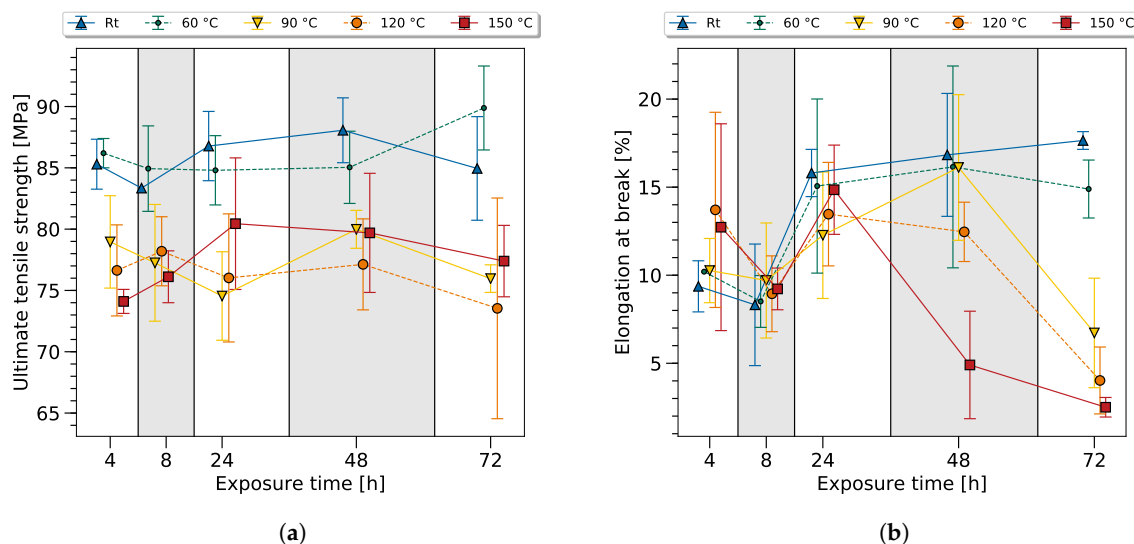 Rt 60 °C 90 °C 120 °C 150 °C
Ultimate tensile strength [MPa]
90
85
80
75
70
65
4 8 24 48 72
Exposure time [h]
(a)
Rt 60 °C 90 °C 120 °C 150 °C
Elongation at break [%]
20
15
10
5
4 8 24 48 72
Exposure time [h]
(b)